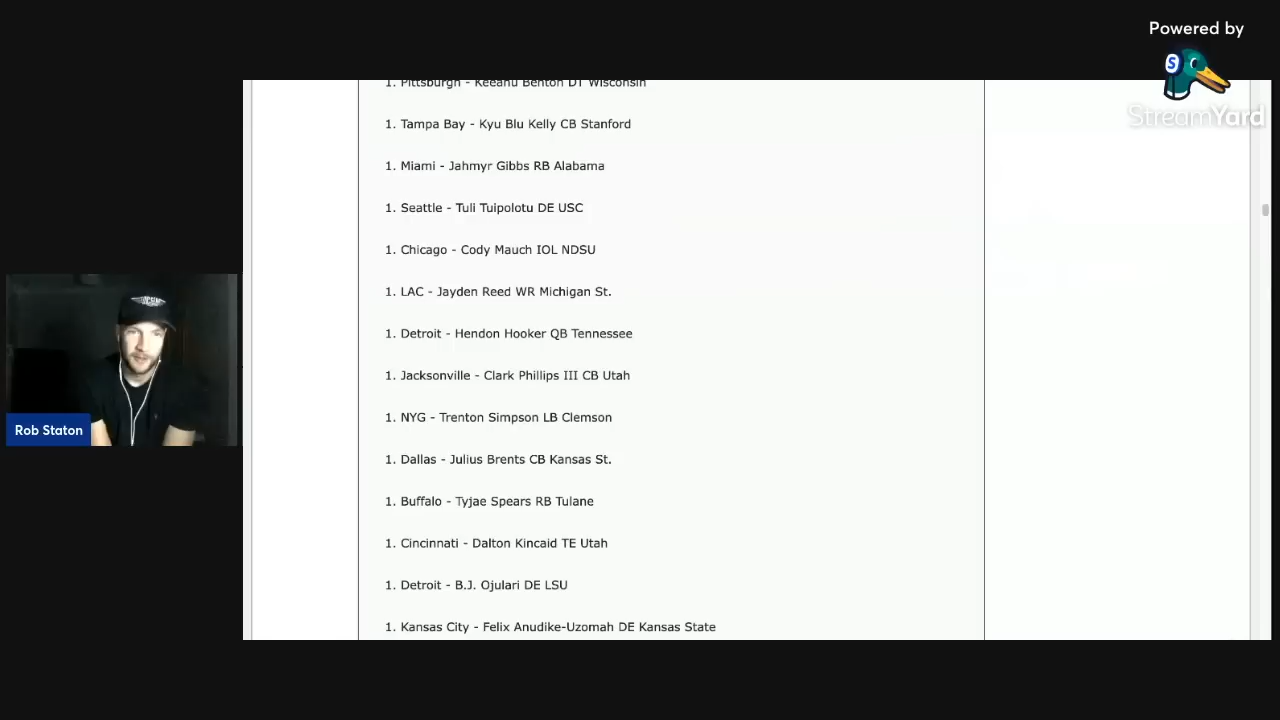 Powered by
StreamYard
1. Pittsburgh - Keeanu Benton DT Wisconsin
1. Tampa Bay - Kyu Blu Kelly CB Stanford
1. Miami - Jahmyr Gibbs RB Alabama
1. Seattle - Tuli Tuipolotu DE USC
1. Chicago - Cody Mauch IOL NDSU
1. LAC - Jayden Reed WR Michigan St.
1. Detroit - Hendon Hooker QB Tennessee
1. Jacksonville - Clark Phillips III CB Utah
1. NYG - Trenton Simpson LB Clemson
1. Dallas - Julius Brents CB Kansas St.
1. Buffalo - Tyjae Spears RB Tulane
1. Cincinnati - Dalton Kincaid TE Utah
1. Detroit - B.J. Ojulari DE LSU
1. Kansas City - Felix Anudike-Uzomah DE Kansas State
Rob Staton